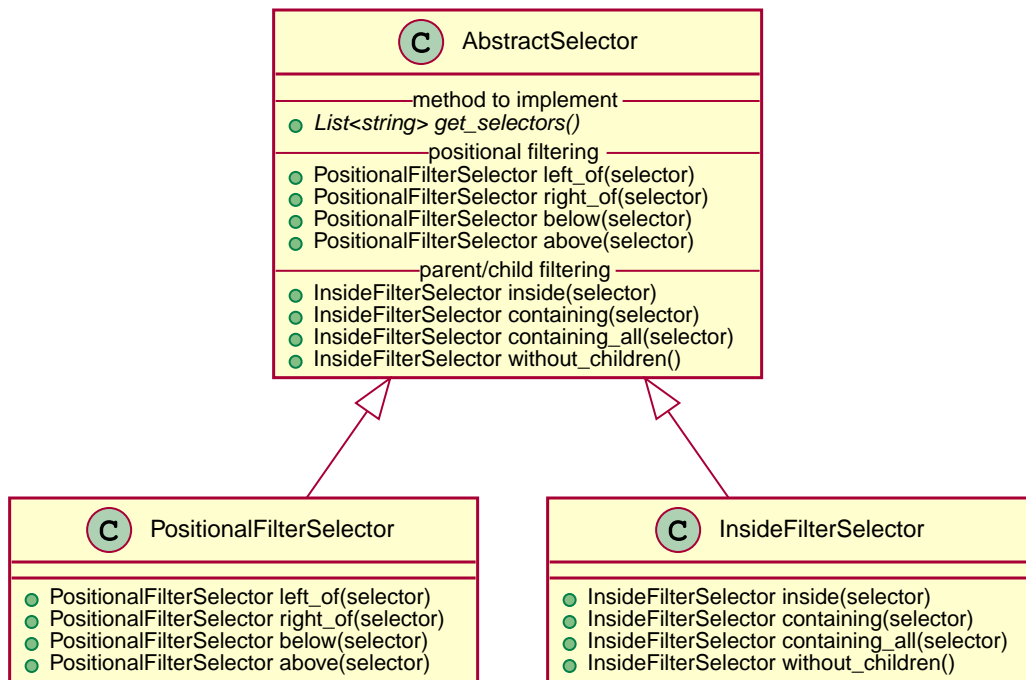 C AbstractSelector
method to implement
List<string> get_selectors()
positional filtering
PositionalFilterSelector left_of(selector)
PositionalFilterSelector right_of(selector)
PositionalFilterSelector below(selector)
PositionalFilterSelector above(selector)
parent/child filtering
InsideFilterSelector inside(selector)
InsideFilterSelector containing(selector)
InsideFilterSelector containing_all(selector)
InsideFilterSelector without_children()
C PositionalFilterSelector
PositionalFilterSelector left_of(selector)
PositionalFilterSelector right_of(selector)
PositionalFilterSelector below(selector)
PositionalFilterSelector above(selector)
C InsideFilterSelector
InsideFilterSelector inside(selector)
InsideFilterSelector containing(selector)
InsideFilterSelector containing_all(selector)
InsideFilterSelector without_children()